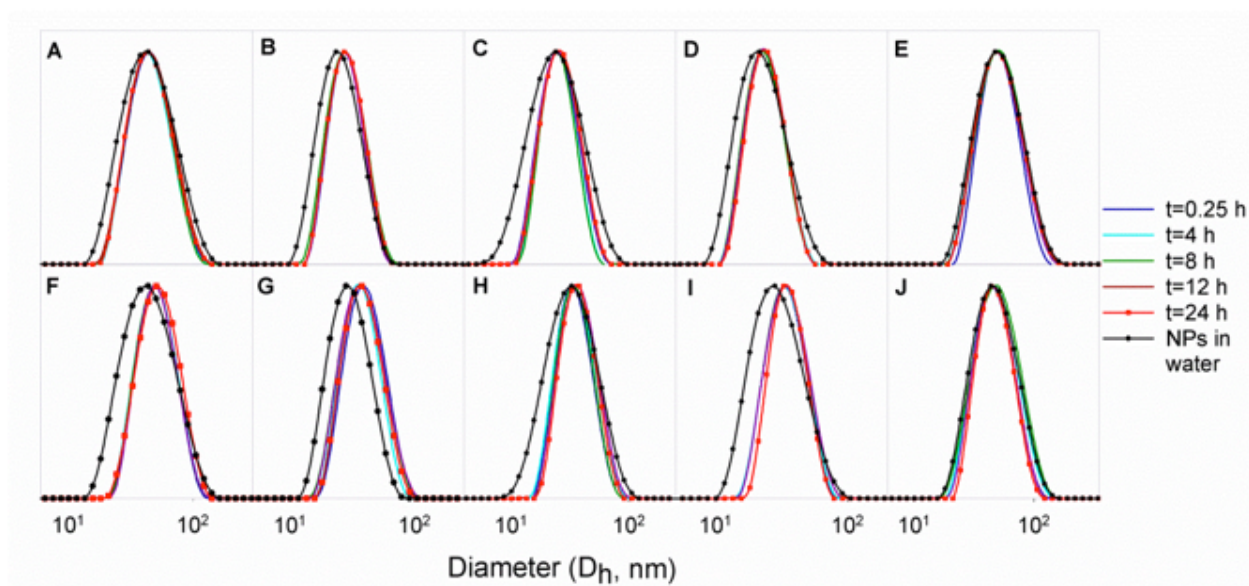 A B C D E
t=0.25 h
t=4 h
t=8 h
t=12 h
t=24 h
NPs in
water
F G H I J
10¹ 10² 10¹ 10² 10¹ 10² 10¹ 10² 10¹ 10²
Diameter (Dₕ, nm)